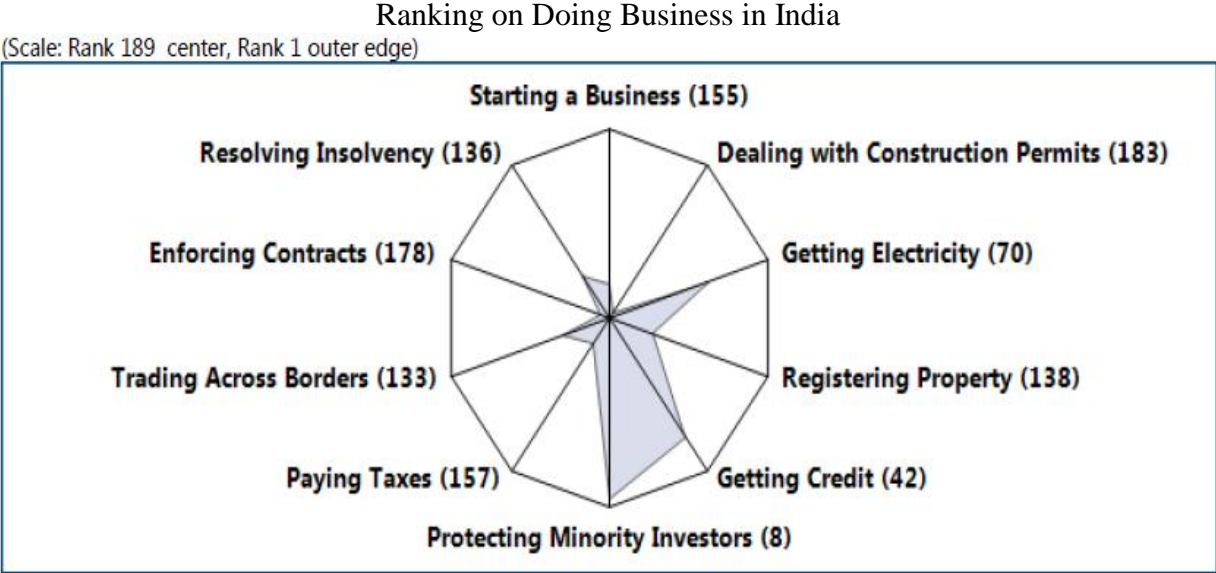 Ranking on Doing Business in India
(Scale: Rank 189 center, Rank 1 outer edge)
Starting a Business (155)
Resolving Insolvency (136)
Dealing with Construction Permits (183)
Enforcing Contracts (178)
Getting Electricity (70)
Trading Across Borders (133)
Registering Property (138)
Paying Taxes (157)
Getting Credit (42)
Protecting Minority Investors (8)